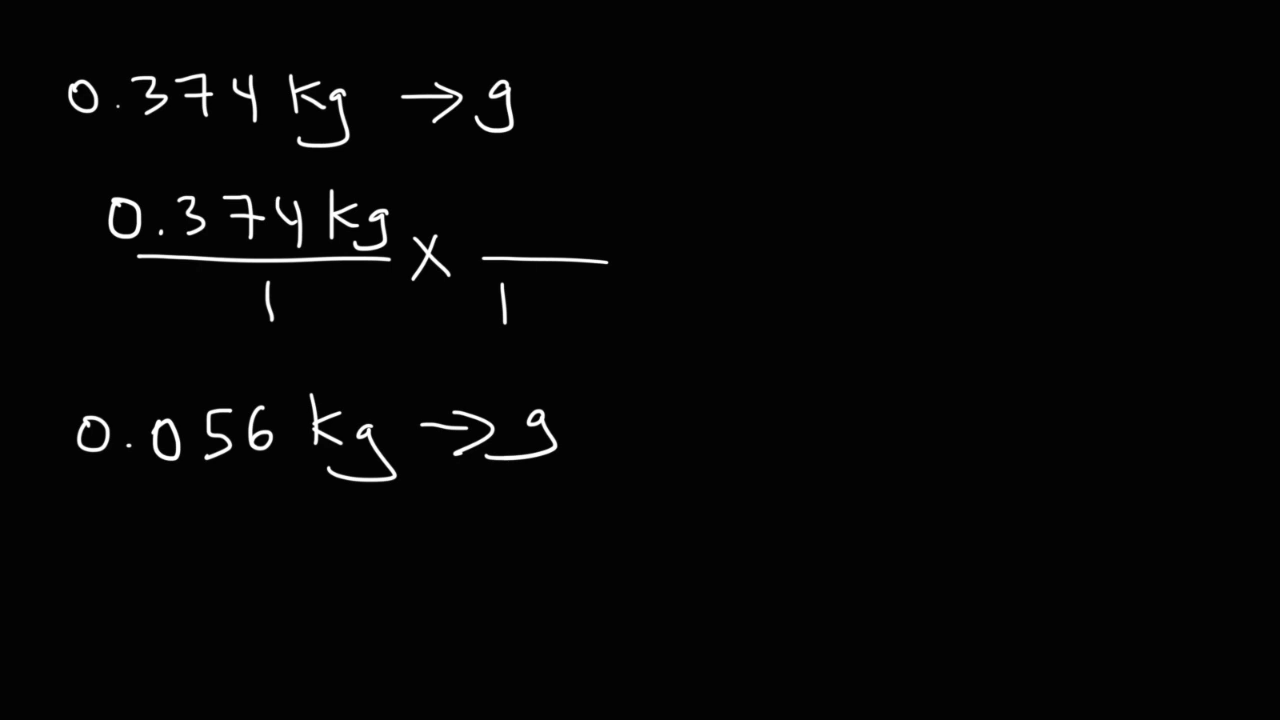 0.374 kg → g
0.374 kg
1
×
1
0.056 kg → g